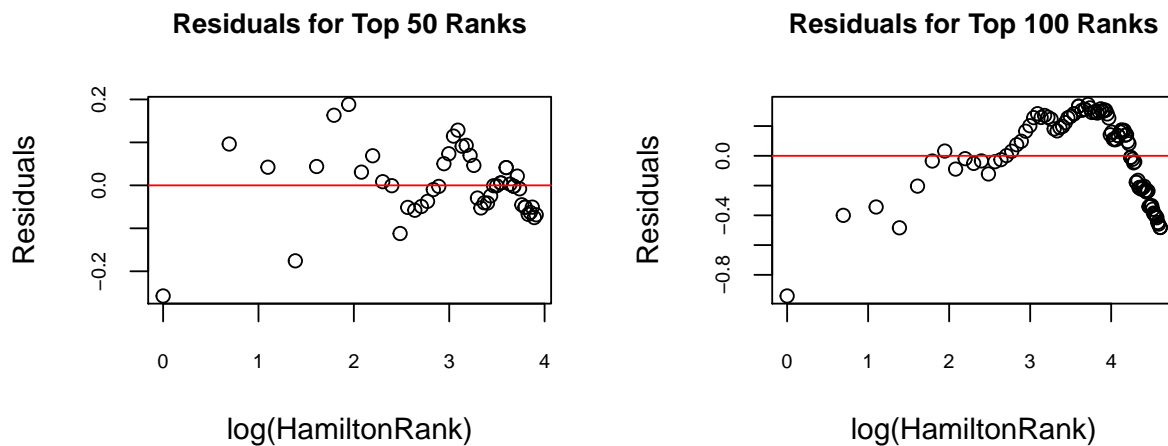 Residuals for Top 50 Ranks
Residuals
0.2
0.0
−0.2
0
1
2
3
4
log(HamiltonRank)
Residuals for Top 100 Ranks
Residuals
0.0
−0.4
−0.8
0
1
2
3
4
log(HamiltonRank)